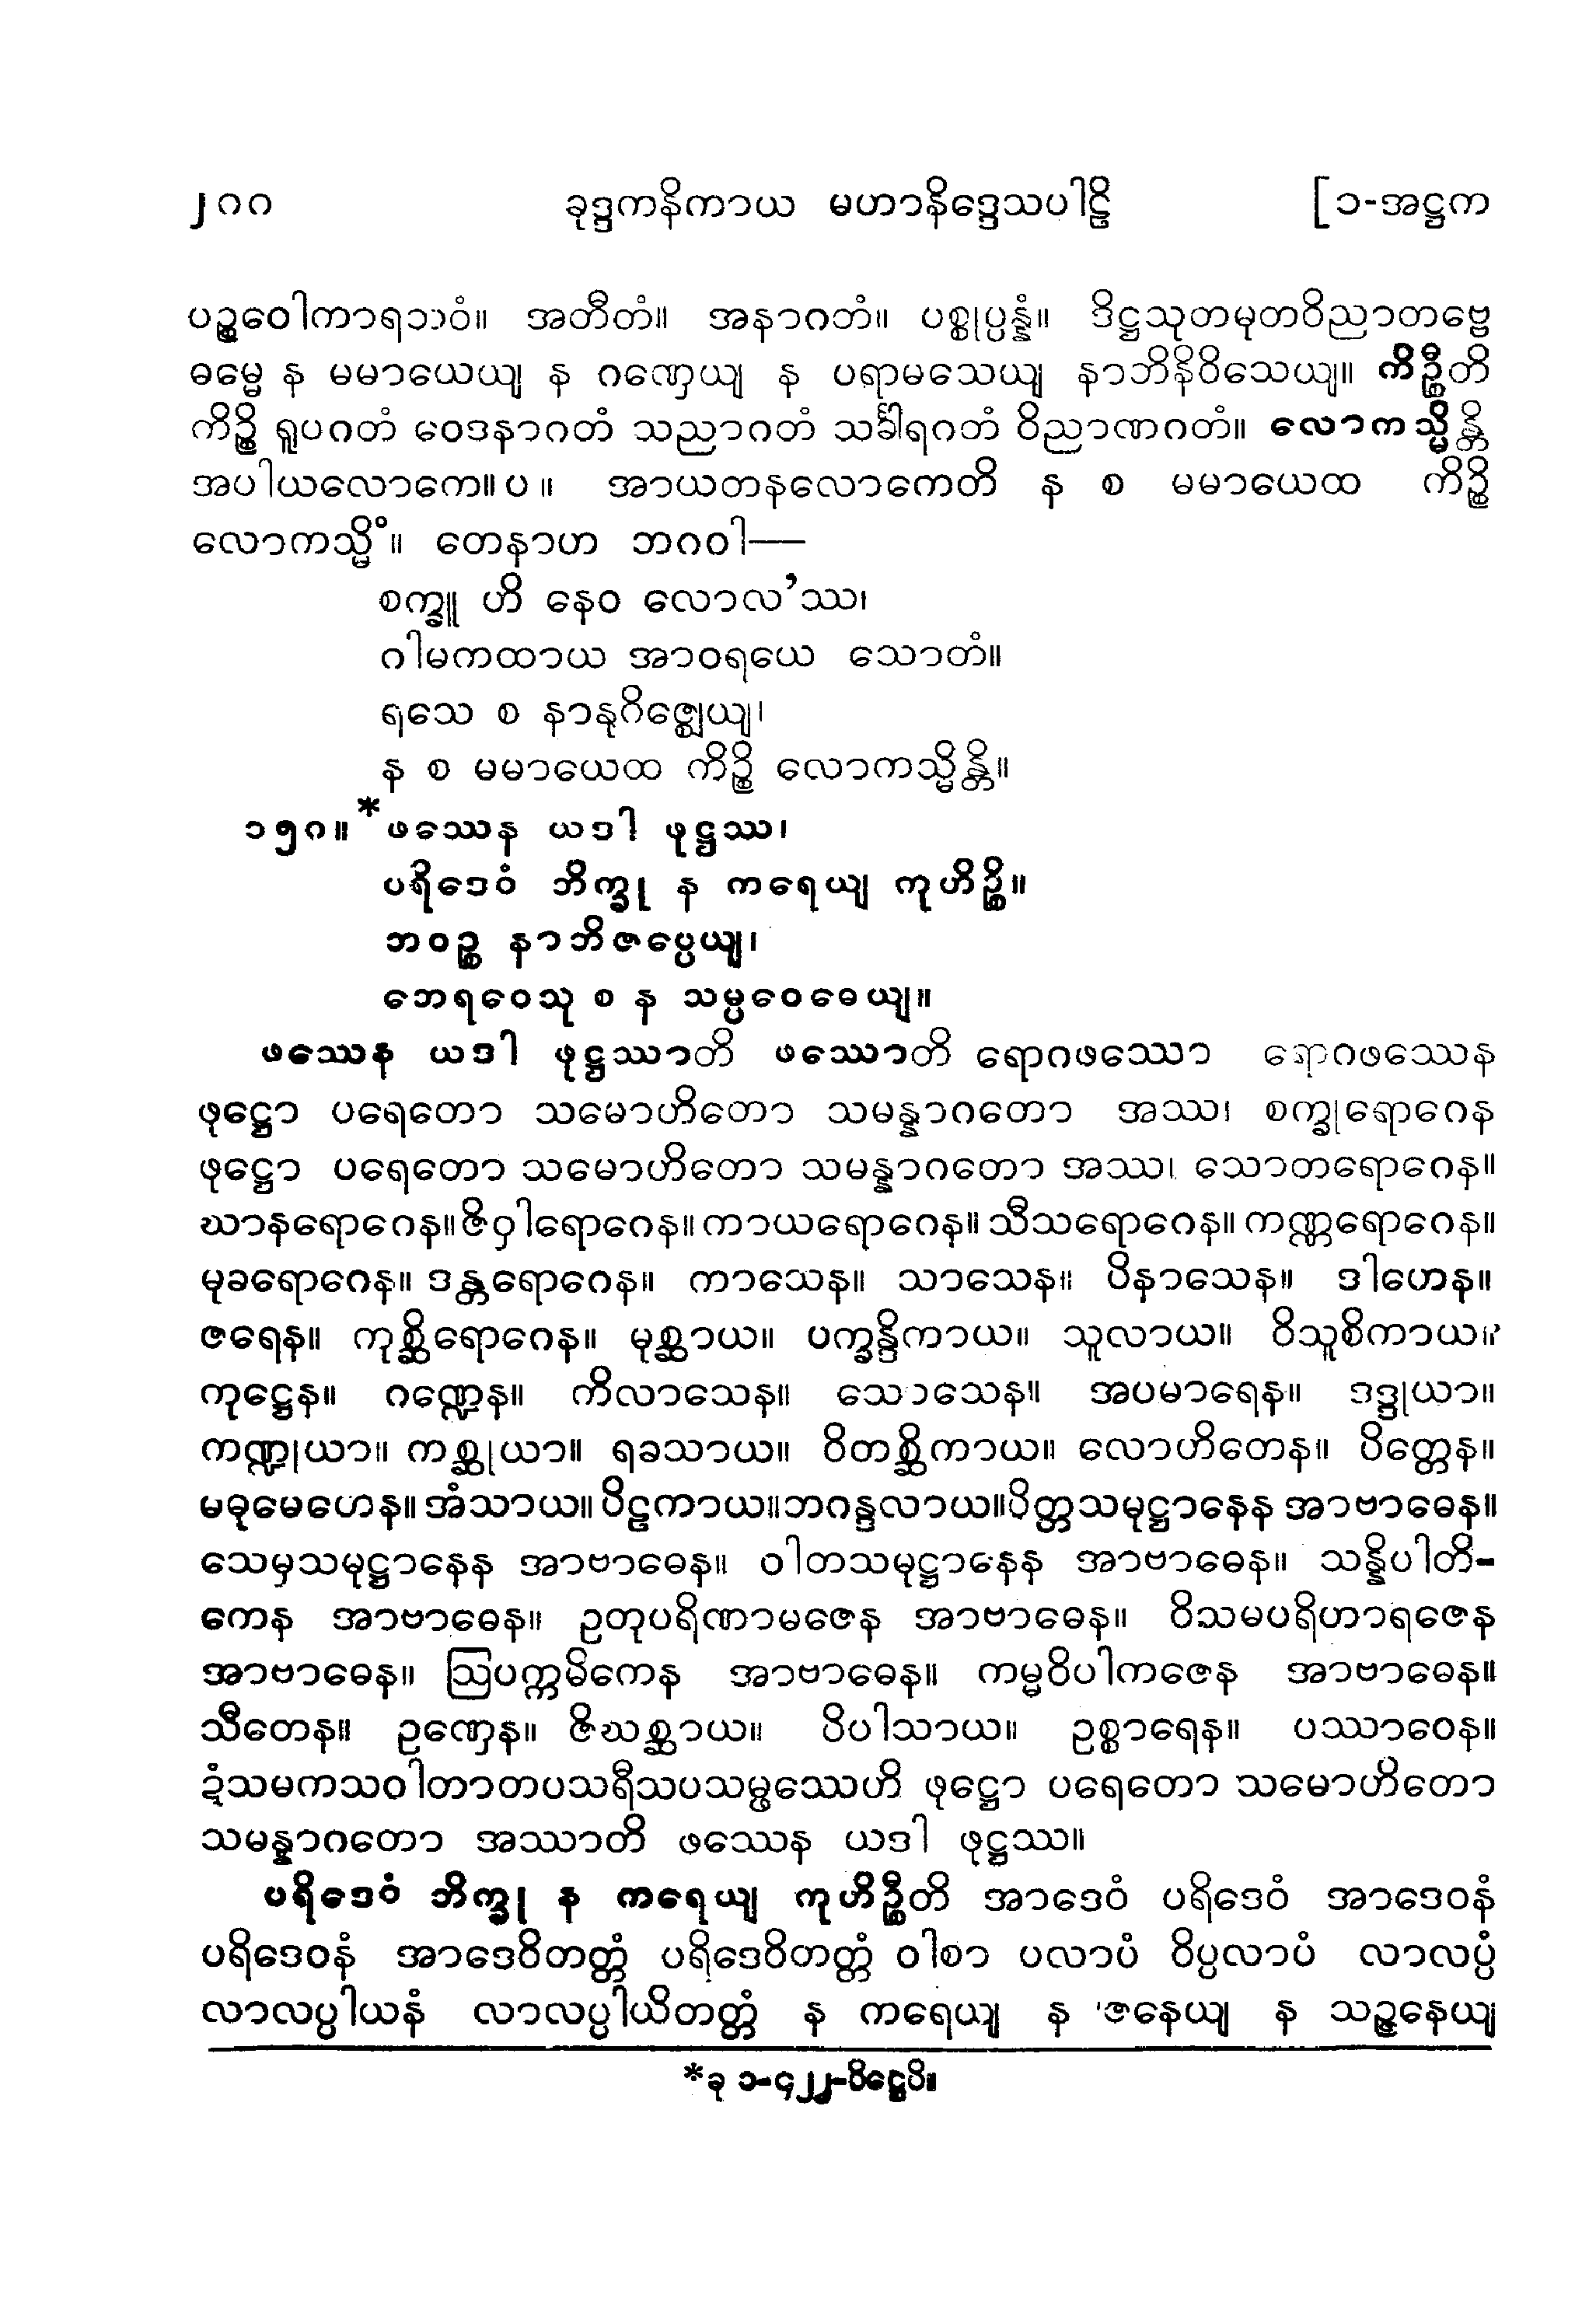 ၂၀၀ ခုဒ္ဒကနိကာယ မဟာနိဒ္ဒေသပါဠိ [၁-အဋ္ဌက
ပဉ္စဝေါကာရဘဝံ။ အတီတံ။ အနာဂတံ။ ပစ္စုပ္ပန္နံ။ ဒိဋ္ဌသုတမုတဝိညာတဗ္ဗေ
ဓမ္မေ န မမာယေယျ န ဂဏှေယျ န ပရာမသေယျ နာဘိနိဝိသေယျ။ ကိဉ္စီတိ
ကိဉ္စိ ရူပဂတံ ဝေဒနာဂတံ သညာဂတံ သင်္ခါရဂတံ ဝိညာဏဂတံ။ လောကသ္မိန္တိ
အပါယလောကေ။ပ။ အာယတနလောကေတိ န စ မမာယေထ ကိဉ္စိ
လောကသ္မိံ။ တေနာဟ ဘဂဝါ—
စက္ခူ ဟိ နေဝ လောလ’ဿ၊
ဂါမကထာယ အာဝရယေ သောတံ။
ရသေ စ နာနုဂိဇ္ဈေယျ၊
န စ မမာယေထ ကိဉ္စိ လောကသ္မိန္တိ။
၁၅၀။*ဖဿေန ယဒါ ဖုဋ္ဌဿ၊
ပရိဒေဝံ ဘိက္ခု န ကရေယျ ကုဟိဉ္စိ။
ဘဝဉ္စ နာဘိဇပ္ပေယျ၊
ဘေရဝေသု စ န သမ္ပဝေဓေယျ။
ဖဿေန ယဒါ ဖုဋ္ဌဿာတိ ဖဿောတိ ရောဂဖဿော ရောဂဖဿေန
ဖုဋ္ဌော ပရေတော သမောဟိတော သမန္နာဂတော အဿ၊ စက္ခုရောဂေန
ဖုဋ္ဌော ပရေတော သမောဟိတော သမန္နာဂတော အဿ၊ သောတရောဂေန။
ဃာနရောဂေန။ ဇိဝှါရောဂေန။ ကာယရောဂေန။ သီသရောဂေန။ ကဏ္ဏရောဂေန။
မုခရောဂေန။ ဒန္တရောဂေန။ ကာသေန။ သာသေန။ ပိနာသေန။ ဒါဟေန။
ဇရေန။ ကုစ္ဆိရောဂေန။ မုစ္ဆာယ။ ပက္ခန္ဒိကာယ။ သူလာယ။ ဝိသူစိကာယ။
ကုဋ္ဌေန။ ဂဏ္ဍေန။ ကိလာသေန။ သောသေန။ အပမာရေန။ ဒဒ္ဒုယာ။
ကဏ္ဍုယာ။ ကစ္ဆုယာ။ ရခသာယ။ ဝိတစ္ဆိကာယ။ လောဟိတေန။ ပိတ္တေန။
မဓုမေဟေန။ အံသာယ။ ပိဠကာယ။ ဘဂန္ဒလာယ။ ပိတ္တသမုဋ္ဌာနေန အာဗာဓေန။
သေမှသမုဋ္ဌာနေန အာဗာဓေန။ ဝါတသမုဋ္ဌာနေန အာဗာဓေန။ သန္နိပါတိ-
ကေန အာဗာဓေန။ ဥတုပရိဏာမဇေန အာဗာဓေန။ ဝိသမပရိဟာရဇေန
အာဗာဓေန။ ဩပက္ကမိကေန အာဗာဓေန။ ကမ္မဝိပါကဇေန အာဗာဓေန။
သီတေန။ ဥဏှေန။ ဇိဃစ္ဆာယ။ ပိပါသာယ။ ဥစ္စာရေန။ ပဿာဝေန။
ဍံသမကသဝါတာတပသရီသပသမ္ဖဿေဟိ ဖုဋ္ဌော ပရေတော သမောဟိတော
သမန္နာဂတော အဿာတိ ဖဿေန ယဒါ ဖုဋ္ဌဿ။
ပရိဒေဝံ ဘိက္ခု န ကရေယျ ကုဟိဉ္စီတိ အာဒေဝံ ပရိဒေဝံ အာဒေဝနံ
ပရိဒေဝနံ အာဒေဝိတတ္တံ ပရိဒေဝိတတ္တံ ဝါစာ ပလာပံ ဝိပ္ပလာပံ လာလပ္ပံ
လာလပ္ပါယနံ လာလပ္ပါယိတတ္တံ န ကရေယျ န ဇနေယျ န သဉ္ဇနေယျ
*ခု ၁-၄၂၂-ပိဋ္ဌေပိ။